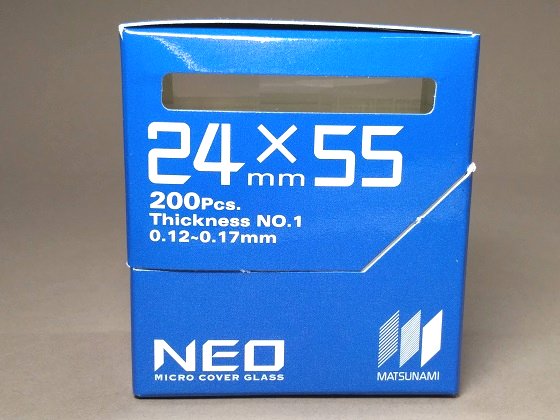 24×55
mm
200Pcs.
Thickness NO.1
0.12~0.17mm
NEO
MICRO COVER GLASS
MATSUNAMI